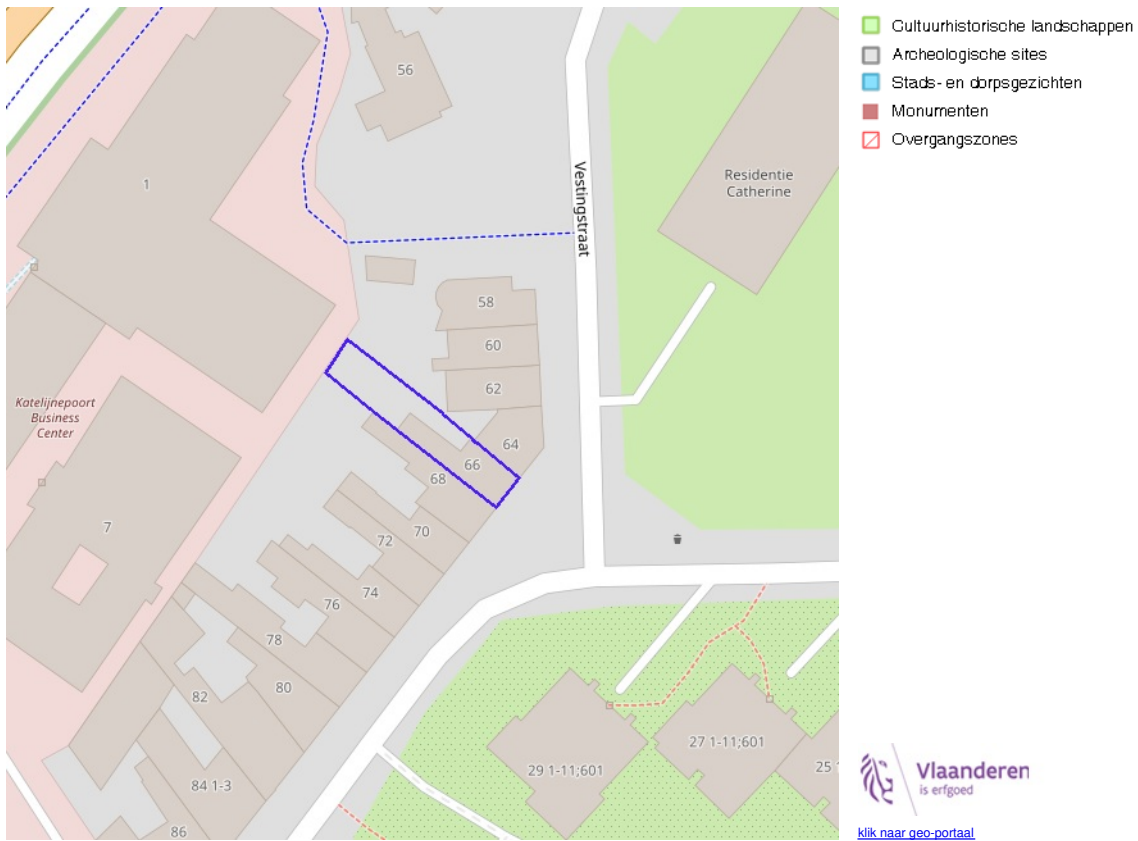 56
1
Vestingstraat
Residentie
Catherine
58
60
62
64
66
68
70
72
74
76
78
80
82
84 1-3
86
Katelijnepoort
Business
Center
7
29 1-11;601
27 1-11;601
25 1
Cultuurhistorische landschappen
Archeologische sites
Stads- en dorpsgezichten
Monumenten
Overgangszones
Vlaanderen
is erfgoed
klik naar geo-portaal